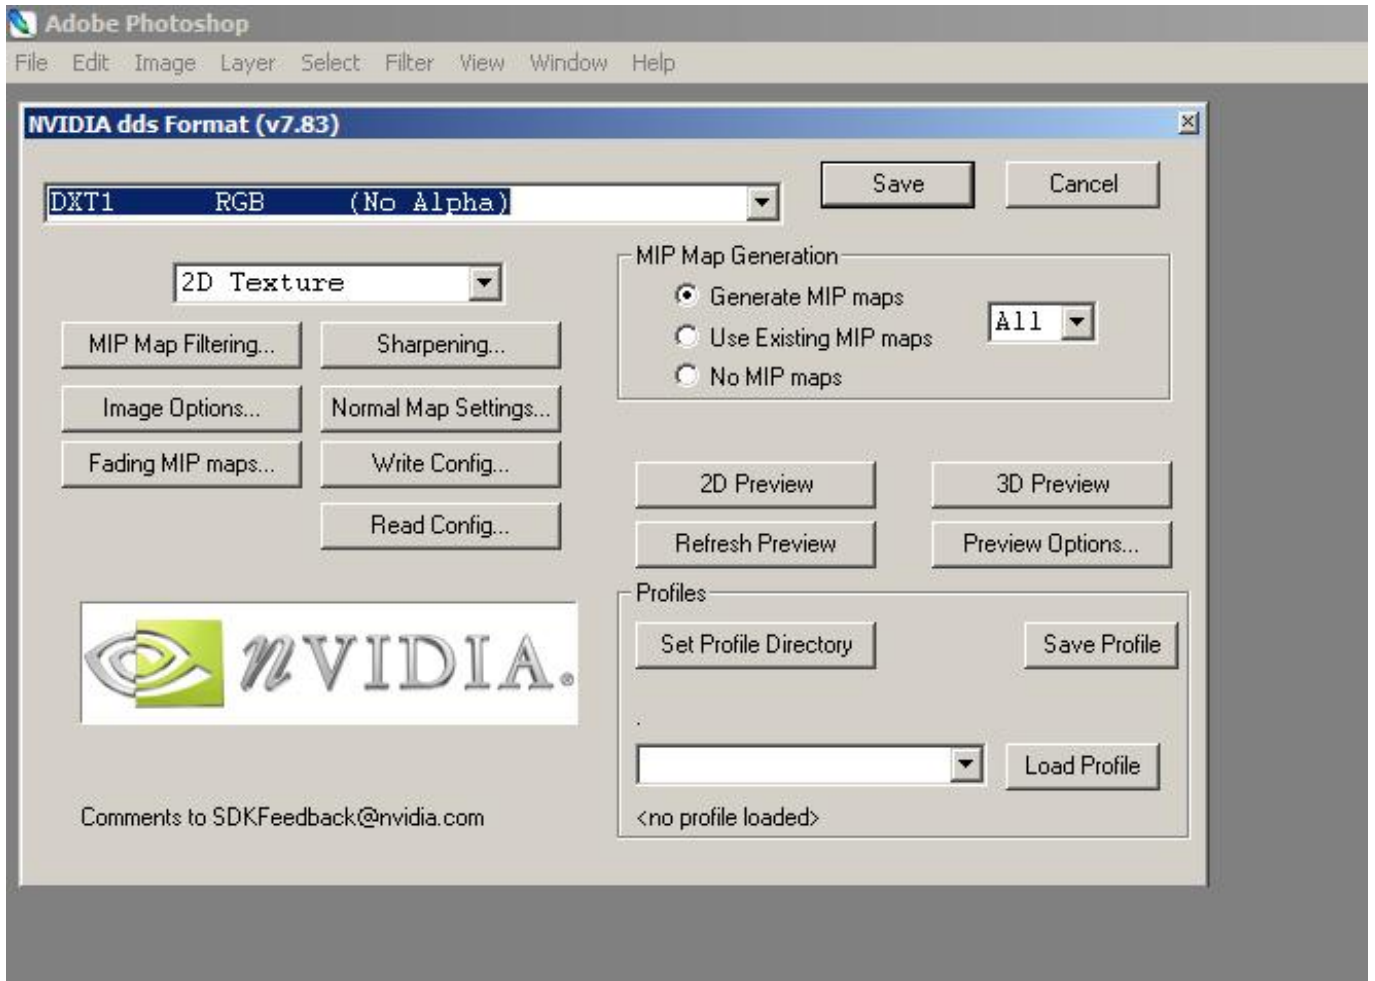 Adobe Photoshop
File Edit Image Layer Select Filter View Window Help
NVIDIA dds Format (v7.83)
DXT1 RGB (No Alpha)
Save
Cancel
2D Texture
MIP Map Generation
Generate MIP maps
Use Existing MIP maps
No MIP maps
All
MIP Map Filtering...
Sharpening...
Image Options...
Normal Map Settings...
Fading MIP maps...
Write Config...
Read Config...
2D Preview
3D Preview
Refresh Preview
Preview Options...
Profiles
Set Profile Directory
Save Profile
.
Load Profile
<no profile loaded>
nVIDIA.®
Comments to SDKFeedback@nvidia.com